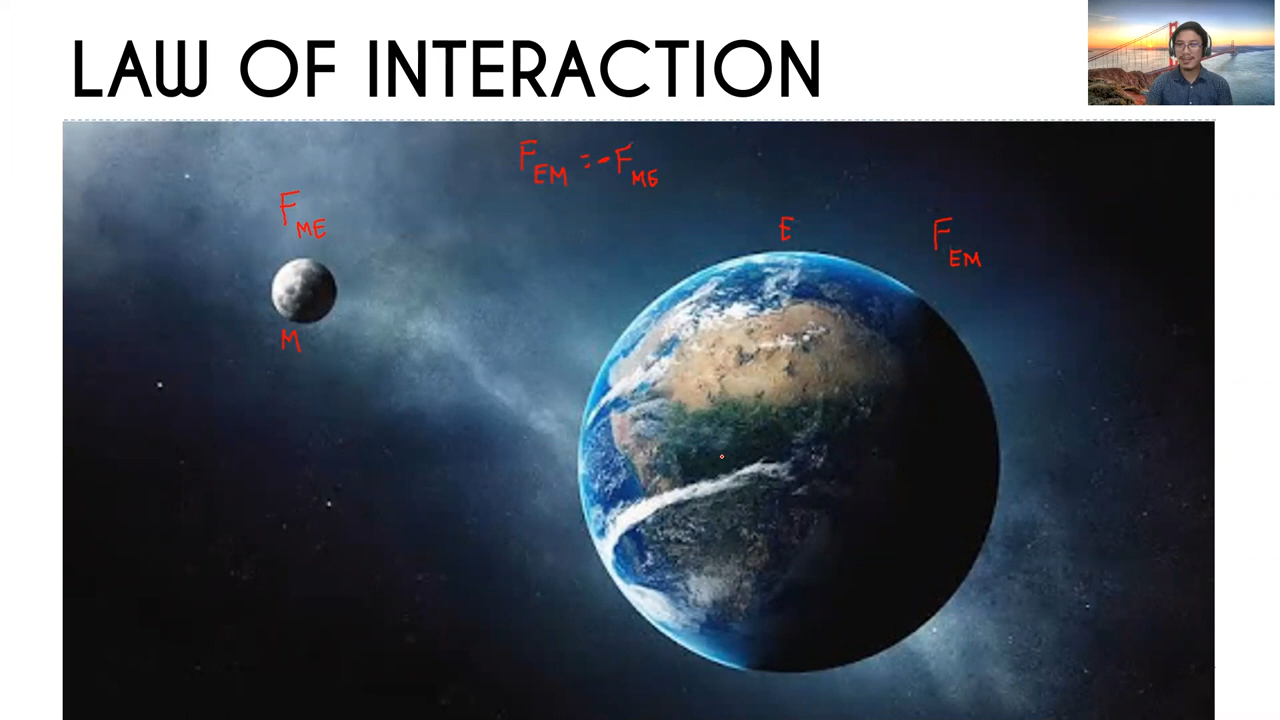 LAW OF INTERACTION
F_EM = -F_ME
F_ME
E
F_EM
M